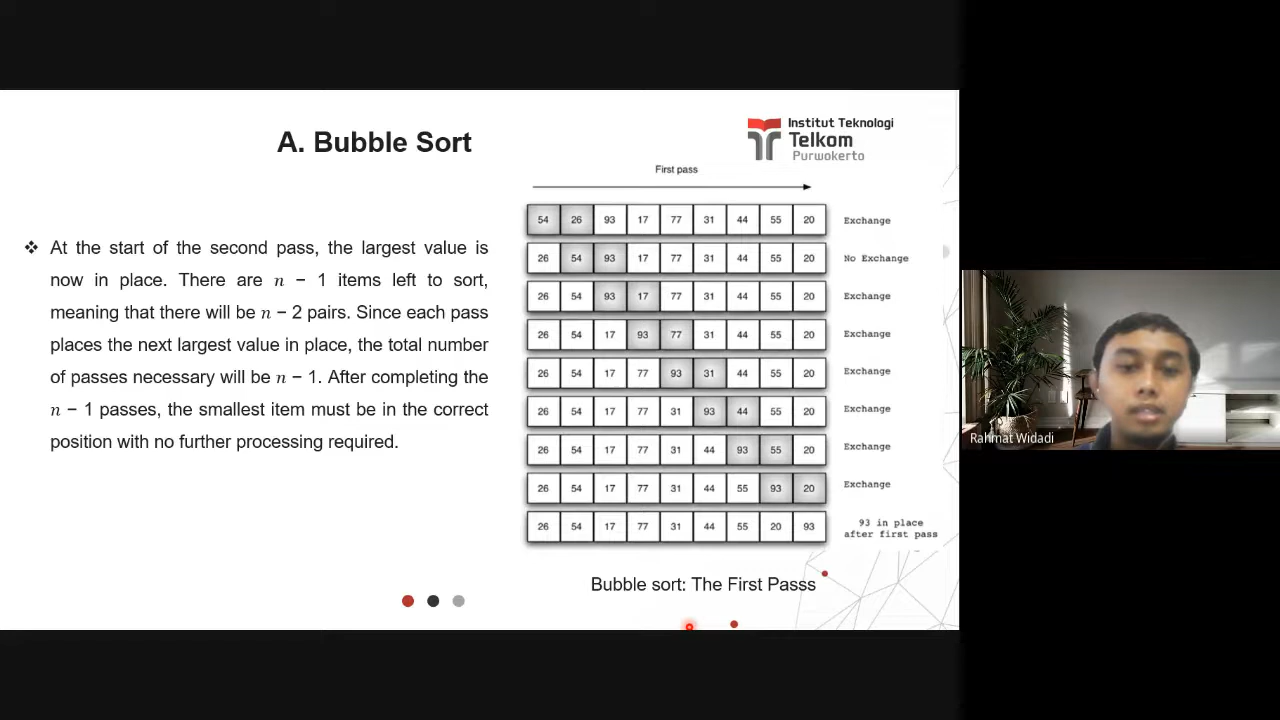 A. Bubble Sort
Institut Teknologi
Telkom
Purwokerto
❖ At the start of the second pass, the largest value is
now in place. There are n − 1 items left to sort,
meaning that there will be n − 2 pairs. Since each pass
places the next largest value in place, the total number
of passes necessary will be n − 1. After completing the
n − 1 passes, the smallest item must be in the correct
position with no further processing required.
First pass
54 26 93 17 77 31 44 55 20 Exchange
26 54 93 17 77 31 44 55 20 No Exchange
26 54 93 17 77 31 44 55 20 Exchange
26 54 17 93 77 31 44 55 20 Exchange
26 54 17 77 93 31 44 55 20 Exchange
26 54 17 77 31 93 44 55 20 Exchange
26 54 17 77 31 44 93 55 20 Exchange
26 54 17 77 31 44 55 93 20 Exchange
26 54 17 77 31 44 55 20 93 93 in place
after first pass
Bubble sort: The First Passs
Rahmat Widadi